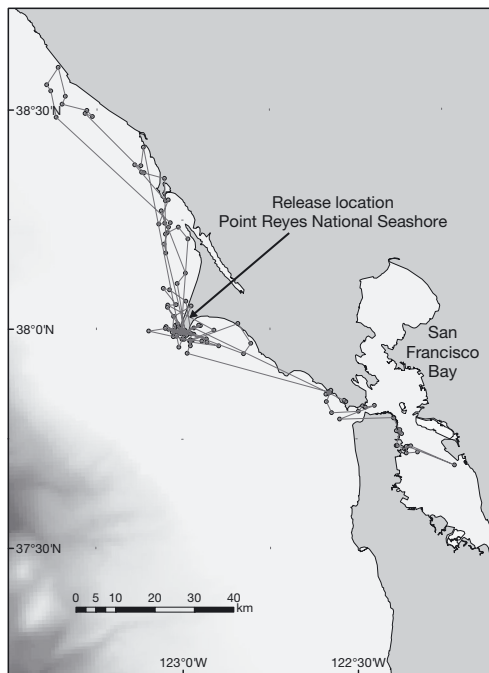 38°30'N
Release location
Point Reyes National Seashore
38°0'N
San
Francisco
Bay
37°30'N
0 5 10 20 30 40
km
123°0'W 122°30'W